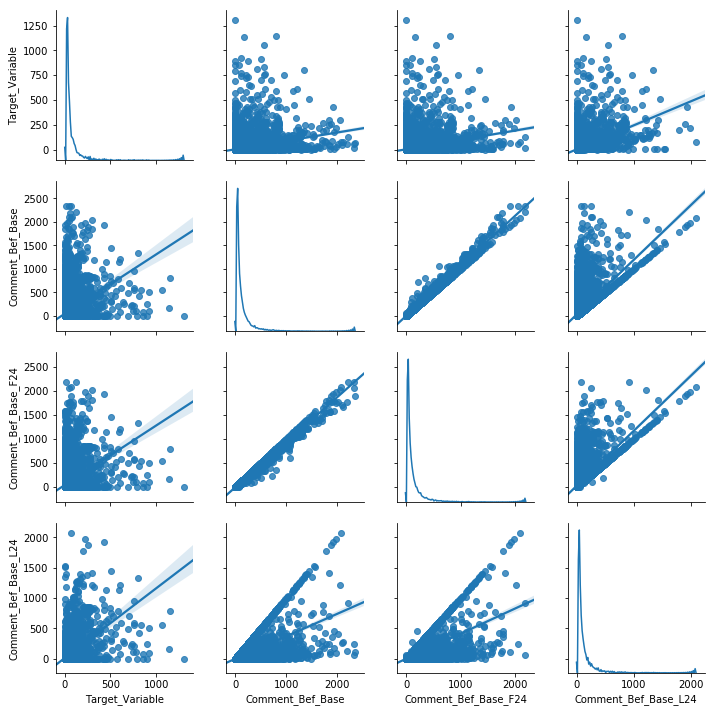 Target_Variable
1250
1000
750
500
250
0
Comment_Bef_Base
2500
2000
1500
1000
500
0
Comment_Bef_Base_F24
2500
2000
1500
1000
500
0
Comment_Bef_Base_L24
2000
1500
1000
500
0
0 1000
0 1000 2000
0 1000 2000
0 1000 2000
Target_Variable
Comment_Bef_Base
Comment_Bef_Base_F24
Comment_Bef_Base_L24